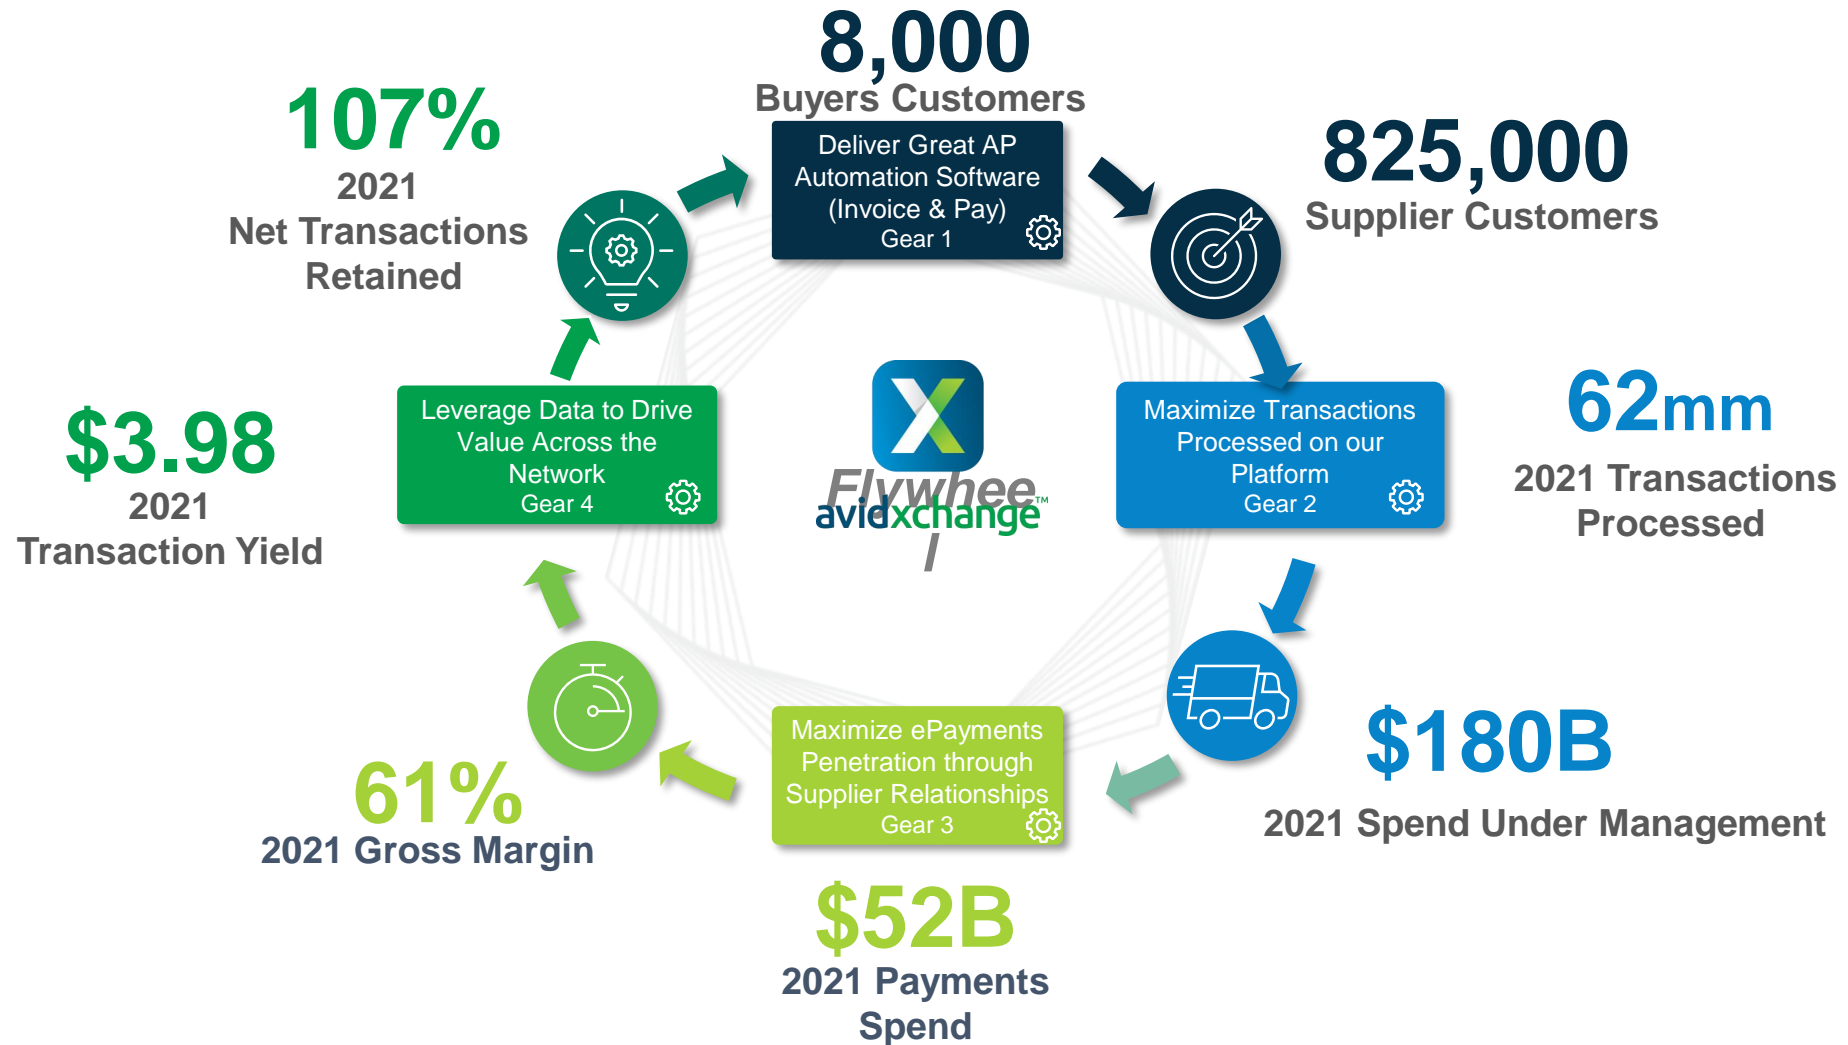 8,000
Buyers Customers
Deliver Great AP
Automation Software
(Invoice & Pay)
Gear 1
825,000
Supplier Customers
62mm
2021 Transactions
Processed
Maximize Transactions
Processed on our
Platform
Gear 2
$180B
2021 Spend Under Management
Maximize ePayments
Penetration through
Supplier Relationships
Gear 3
$52B
2021 Payments
Spend
61%
2021 Gross Margin
Leverage Data to Drive
Value Across the
Network
Gear 4
$3.98
2021
Transaction Yield
107%
2021
Net Transactions
Retained
X
Flywhee
avidxchange™
l